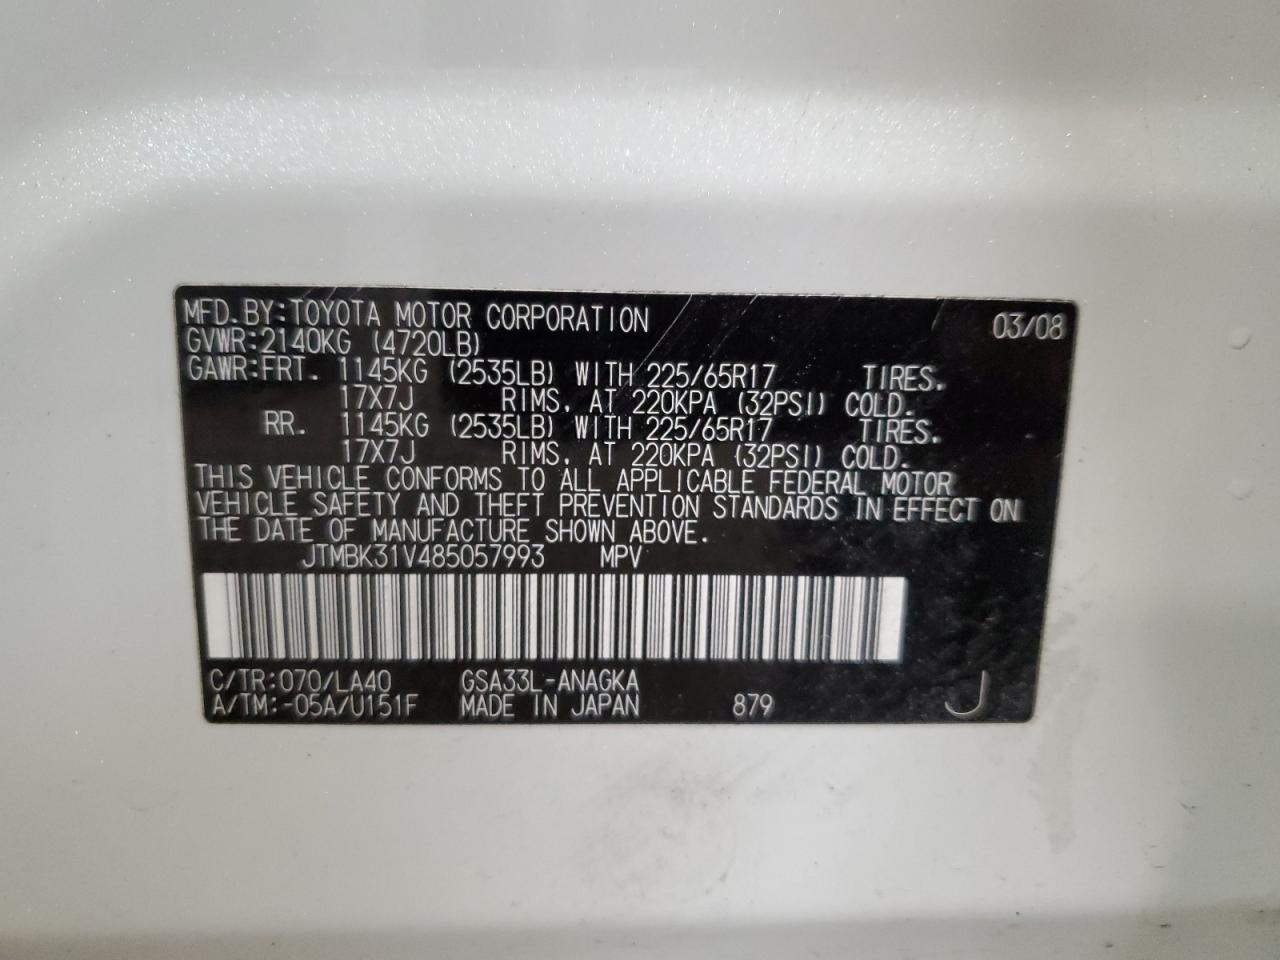 MFD.BY:TOYOTA MOTOR CORPORATION 03/08
GVWR:2140KG (4720LB)
GAWR:FRT. 1145KG (2535LB) WITH 225/65R17 TIRES.
17X7J RIMS, AT 220KPA (32PSI) COLD.
RR. 1145KG (2535LB) WITH 225/65R17 TIRES.
17X7J RIMS, AT 220KPA (32PSI) COLD.
THIS VEHICLE CONFORMS TO ALL APPLICABLE FEDERAL MOTOR
VEHICLE SAFETY AND THEFT PREVENTION STANDARDS IN EFFECT ON
THE DATE OF MANUFACTURE SHOWN ABOVE.
JTMBK31V485057993 MPV
C/TR:070/LA40 GSA33L-ANAGKA
A/TM:-05A/U151F MADE IN JAPAN 879 J